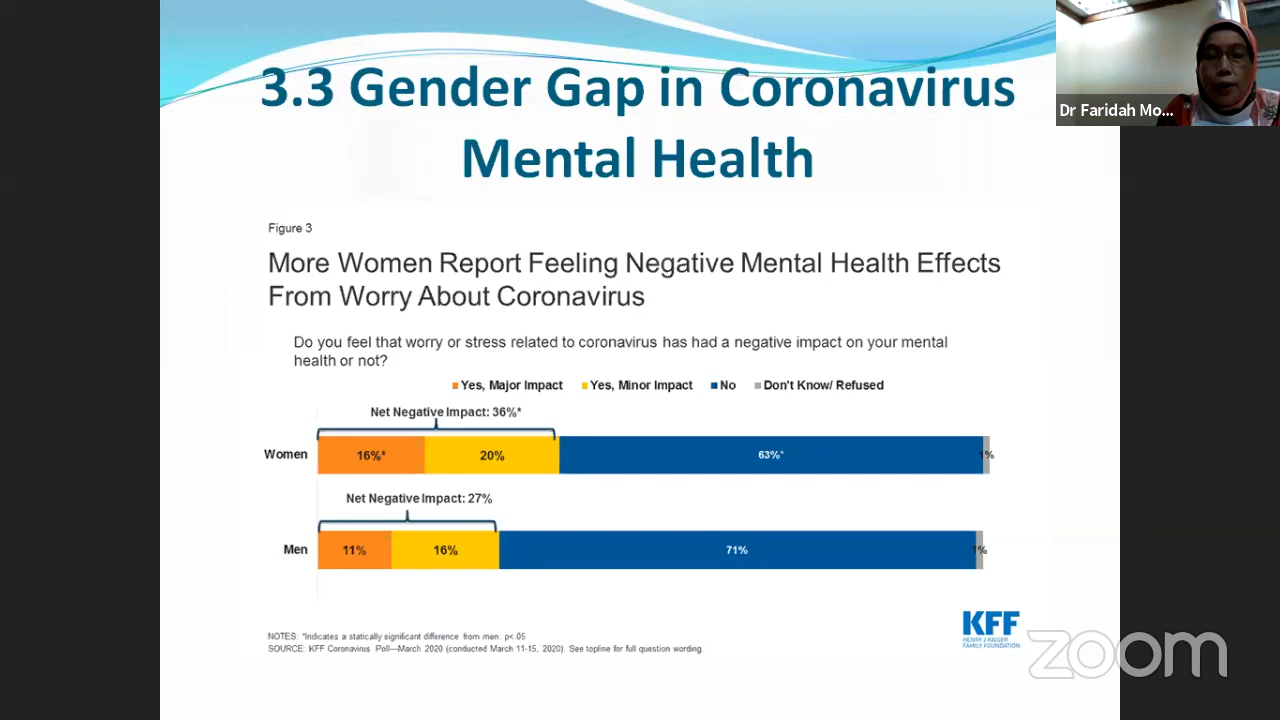 3.3 Gender Gap in Coronavirus
Mental Health
Dr Faridah Mo...
Figure 3
More Women Report Feeling Negative Mental Health Effects
From Worry About Coronavirus
Do you feel that worry or stress related to coronavirus has had a negative impact on your mental
health or not?
Yes, Major Impact Yes, Minor Impact No Don't Know/ Refused
Net Negative Impact: 36%*
Women 16%* 20% 63%* 1%
Net Negative Impact: 27%
Men 11% 16% 71% 1%
NOTES: *Indicates a statically significant difference from men. p<.05
SOURCE: KFF Coronavirus Poll—March 2020 (conducted March 11-15, 2020) See topline for full question wording.
KFF
HENRY J KAISER
FAMILY FOUNDATION
zoom